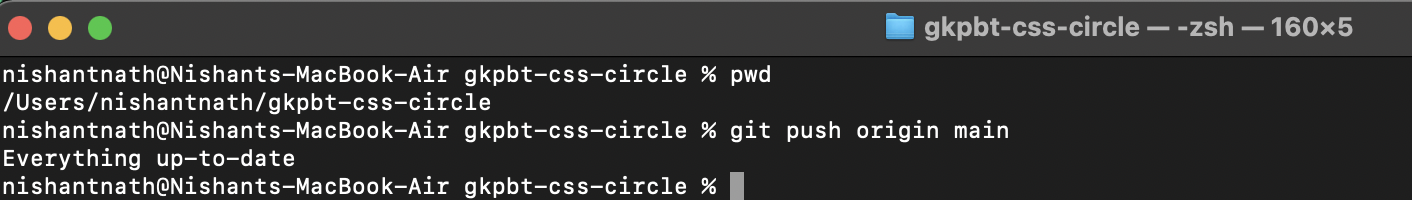 gkpbt-css-circle — -zsh — 160×5
nishantnath@Nishants-MacBook-Air gkpbt-css-circle % pwd
/Users/nishantnath/gkpbt-css-circle
nishantnath@Nishants-MacBook-Air gkpbt-css-circle % git push origin main
Everything up-to-date
nishantnath@Nishants-MacBook-Air gkpbt-css-circle %